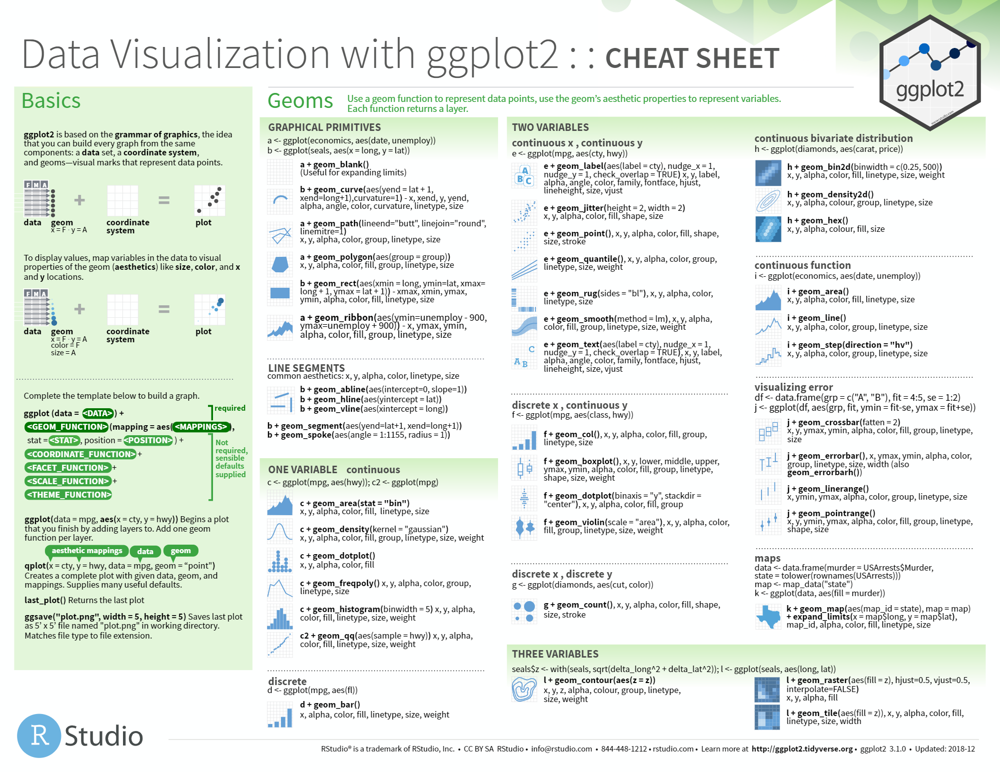 Data Visualization with ggplot2 : : CHEAT SHEET
ggplot2
www.rstudio.com
Basics
ggplot2 is based on the grammar of graphics, the idea
that you can build every graph from the same
components: a data set, a coordinate system,
and geoms—visual marks that represent data points.
F M A
data
geom
x = F · y = A
+
coordinate
system
=
plot
To display values, map variables in the data to visual
properties of the geom (aesthetics) like size, color, and x
and y locations.
F M A
data
geom
x = F · y = A
color = F
size = A
+
coordinate
system
=
plot
Complete the template below to build a graph.
required
ggplot (data = <DATA> ) +
<GEOM_FUNCTION> (mapping = aes( <MAPPINGS> ),
stat = <STAT> , position = <POSITION> ) +
<COORDINATE_FUNCTION> +
<FACET_FUNCTION> +
<SCALE_FUNCTION> +
<THEME_FUNCTION>
Not
required,
sensible
defaults
supplied
ggplot(data = mpg, aes(x = cty, y = hwy)) Begins a plot
that you finish by adding layers to. Add one geom
function per layer.
aesthetic mappings data geom
qplot(x = cty, y = hwy, data = mpg, geom = “point")
Creates a complete plot with given data, geom, and
mappings. Supplies many useful defaults.
last_plot() Returns the last plot
ggsave("plot.png", width = 5, height = 5) Saves last plot
as 5’ x 5’ file named "plot.png" in working directory.
Matches file type to file extension.
Geoms
Use a geom function to represent data points, use the geom’s aesthetic properties to represent variables.
Each function returns a layer.
GRAPHICAL PRIMITIVES
a <- ggplot(economics, aes(date, unemploy))
b <- ggplot(seals, aes(x = long, y = lat))
a + geom_blank()
(Useful for expanding limits)
b + geom_curve(aes(yend = lat + 1,
xend=long+1),curvature=1) - x, xend, y, yend,
alpha, angle, color, curvature, linetype, size
a + geom_path(lineend="butt", linejoin="round",
linemitre=1)
x, y, alpha, color, group, linetype, size
a + geom_polygon(aes(group = group))
x, y, alpha, color, fill, group, linetype, size
b + geom_rect(aes(xmin = long, ymin=lat, xmax=
long + 1, ymax = lat + 1)) - xmax, xmin, ymax,
ymin, alpha, color, fill, linetype, size
a + geom_ribbon(aes(ymin=unemploy - 900,
ymax=unemploy + 900)) - x, ymax, ymin,
alpha, color, fill, group, linetype, size
LINE SEGMENTS
common aesthetics: x, y, alpha, color, linetype, size
b + geom_abline(aes(intercept=0, slope=1))
b + geom_hline(aes(yintercept = lat))
b + geom_vline(aes(xintercept = long))
b + geom_segment(aes(yend=lat+1, xend=long+1))
b + geom_spoke(aes(angle = 1:1155, radius = 1))
ONE VARIABLE continuous
c <- ggplot(mpg, aes(hwy)); c2 <- ggplot(mpg)
c + geom_area(stat = "bin")
x, y, alpha, color, fill, linetype, size
c + geom_density(kernel = "gaussian")
x, y, alpha, color, fill, group, linetype, size, weight
c + geom_dotplot()
x, y, alpha, color, fill
c + geom_freqpoly() x, y, alpha, color, group,
linetype, size
c + geom_histogram(binwidth = 5) x, y, alpha,
color, fill, linetype, size, weight
c2 + geom_qq(aes(sample = hwy)) x, y, alpha,
color, fill, linetype, size, weight
discrete
d <- ggplot(mpg, aes(fl))
d + geom_bar()
x, alpha, color, fill, linetype, size, weight
TWO VARIABLES
continuous x , continuous y
e <- ggplot(mpg, aes(cty, hwy))
A
B
C
e + geom_label(aes(label = cty), nudge_x = 1,
nudge_y = 1, check_overlap = TRUE) x, y, label,
alpha, angle, color, family, fontface, hjust,
lineheight, size, vjust
e + geom_jitter(height = 2, width = 2)
x, y, alpha, color, fill, shape, size
e + geom_point(), x, y, alpha, color, fill, shape,
size, stroke
e + geom_quantile(), x, y, alpha, color, group,
linetype, size, weight
e + geom_rug(sides = "bl"), x, y, alpha, color,
linetype, size
e + geom_smooth(method = lm), x, y, alpha,
color, fill, group, linetype, size, weight
C
A B
e + geom_text(aes(label = cty), nudge_x = 1,
nudge_y = 1, check_overlap = TRUE), x, y, label,
alpha, angle, color, family, fontface, hjust,
lineheight, size, vjust
discrete x , continuous y
f <- ggplot(mpg, aes(class, hwy))
f + geom_col(), x, y, alpha, color, fill, group,
linetype, size
f + geom_boxplot(), x, y, lower, middle, upper,
ymax, ymin, alpha, color, fill, group, linetype,
shape, size, weight
f + geom_dotplot(binaxis = "y", stackdir =
"center"), x, y, alpha, color, fill, group
f + geom_violin(scale = "area"), x, y, alpha, color,
fill, group, linetype, size, weight
discrete x , discrete y
g <- ggplot(diamonds, aes(cut, color))
g + geom_count(), x, y, alpha, color, fill, shape,
size, stroke
continuous bivariate distribution
h <- ggplot(diamonds, aes(carat, price))
h + geom_bin2d(binwidth = c(0.25, 500))
x, y, alpha, color, fill, linetype, size, weight
h + geom_density2d()
x, y, alpha, colour, group, linetype, size
h + geom_hex()
x, y, alpha, colour, fill, size
continuous function
i <- ggplot(economics, aes(date, unemploy))
i + geom_area()
x, y, alpha, color, fill, linetype, size
i + geom_line()
x, y, alpha, color, group, linetype, size
i + geom_step(direction = "hv")
x, y, alpha, color, group, linetype, size
visualizing error
df <- data.frame(grp = c("A", "B"), fit = 4:5, se = 1:2)
j <- ggplot(df, aes(grp, fit, ymin = fit-se, ymax = fit+se))
j + geom_crossbar(fatten = 2)
x, y, ymax, ymin, alpha, color, fill, group, linetype,
size
j + geom_errorbar(), x, ymax, ymin, alpha, color,
group, linetype, size, width (also
geom_errorbarh())
j + geom_linerange()
x, ymin, ymax, alpha, color, group, linetype, size
j + geom_pointrange()
x, y, ymin, ymax, alpha, color, fill, group, linetype,
shape, size
maps
data <- data.frame(murder = USArrests$Murder,
state = tolower(rownames(USArrests)))
map <- map_data("state")
k <- ggplot(data, aes(fill = murder))
k + geom_map(aes(map_id = state), map = map)
+ expand_limits(x = map$long, y = map$lat),
map_id, alpha, color, fill, linetype, size
THREE VARIABLES
seals$z <- with(seals, sqrt(delta_long^2 + delta_lat^2)); l <- ggplot(seals, aes(long, lat))
l + geom_contour(aes(z = z))
x, y, z, alpha, colour, group, linetype,
size, weight
l + geom_raster(aes(fill = z), hjust=0.5, vjust=0.5,
interpolate=FALSE)
x, y, alpha, fill
l + geom_tile(aes(fill = z)), x, y, alpha, color, fill,
linetype, size, width
R Studio
RStudio® is a trademark of RStudio, Inc. • CC BY SA RStudio • info@rstudio.com • 844-448-1212 • rstudio.com • Learn more at http://ggplot2.tidyverse.org • ggplot2 3.1.0 • Updated: 2018-12